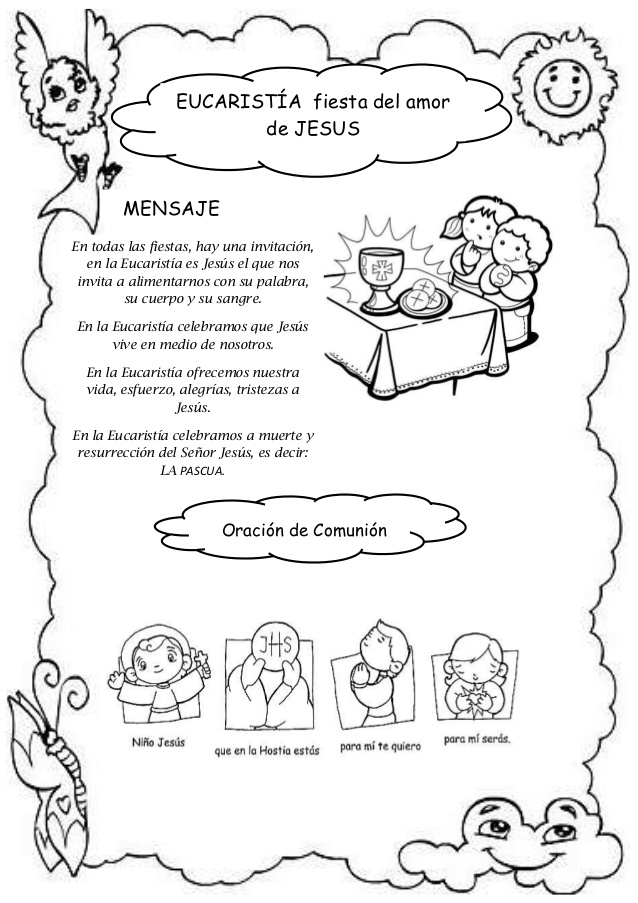 EUCARISTÍA fiesta del amor
de JESUS
MENSAJE
En todas las fiestas, hay una invitación,
en la Eucaristía es Jesús el que nos
invita a alimentarnos con su palabra,
su cuerpo y su sangre.
En la Eucaristía celebramos que Jesús
vive en medio de nosotros.
En la Eucaristía ofrecemos nuestra
vida, esfuerzo, alegrías, tristezas a
Jesús.
En la Eucaristía celebramos a muerte y
resurrección del Señor Jesús, es decir:
LA PASCUA.
Oración de Comunión
JHS
Niño Jesús
que en la Hostia estás
para mí te quiero
para mí serás.